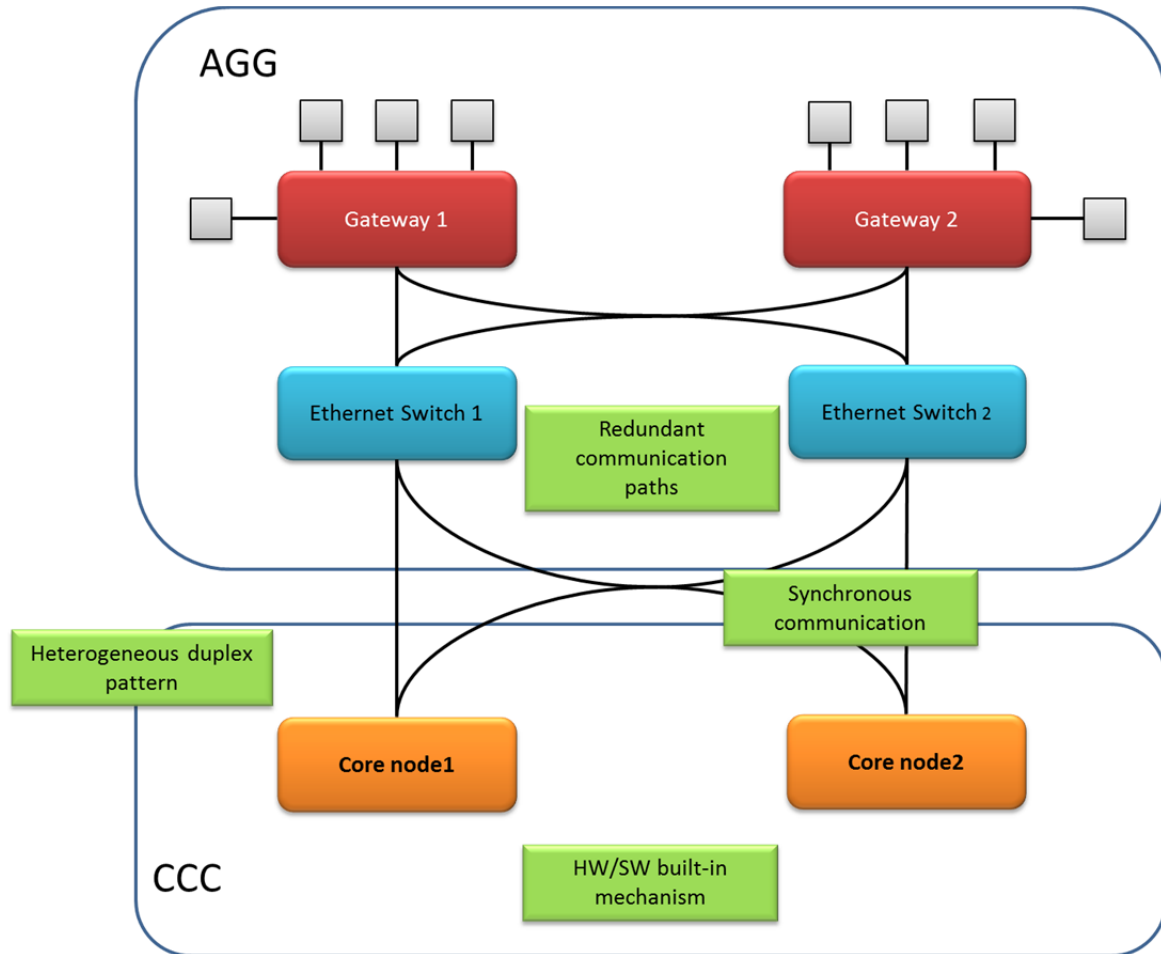 AGG
Gateway 1
Gateway 2
Ethernet Switch 1
Ethernet Switch 2
Redundant
communication
paths
Synchronous
communication
Heterogeneous duplex
pattern
Core node1
Core node2
CCC
HW/SW built-in
mechanism